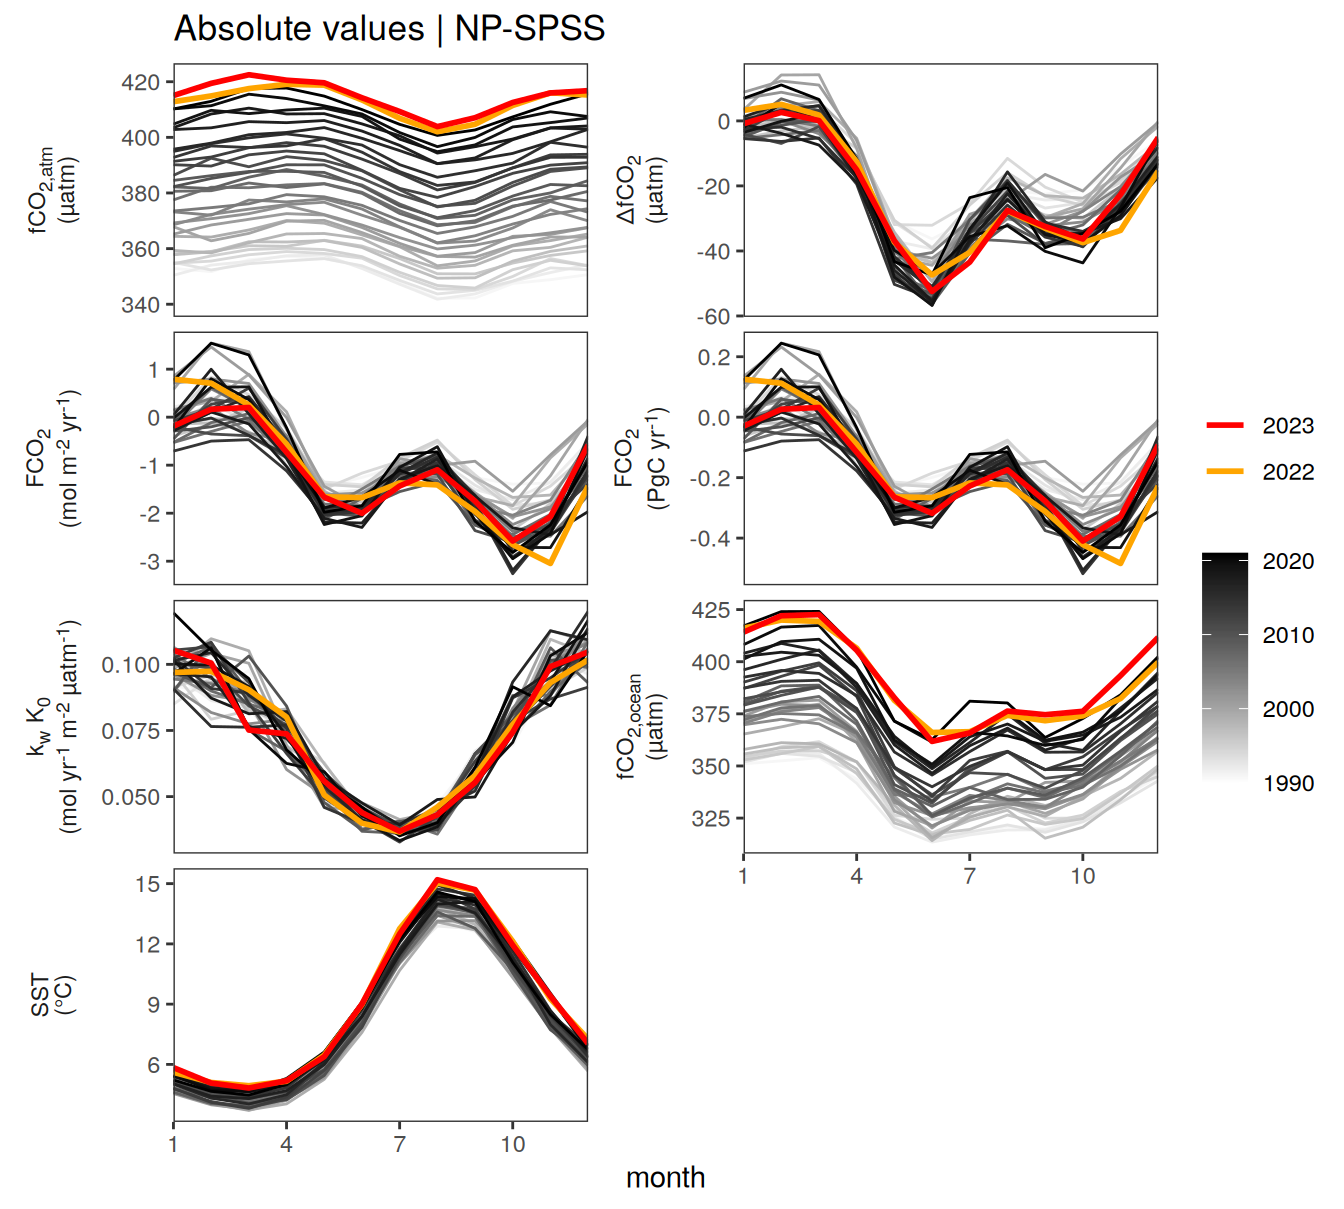 Absolute values | NP-SPSS
fCO2,atm
(µatm)
420
400
380
360
340
ΔfCO2
(µatm)
0
-20
-40
-60
FCO2
(mol m-2 yr-1)
1
0
-1
-2
-3
FCO2
(PgC yr-1)
0.2
0.0
-0.2
-0.4
kw K0
(mol yr-1 m-2 µatm-1)
0.100
0.075
0.050
fCO2,ocean
(µatm)
425
400
375
350
325
1 4 7 10
SST
(°C)
15
12
9
6
1 4 7 10
month
2023
2022
2020
2010
2000
1990